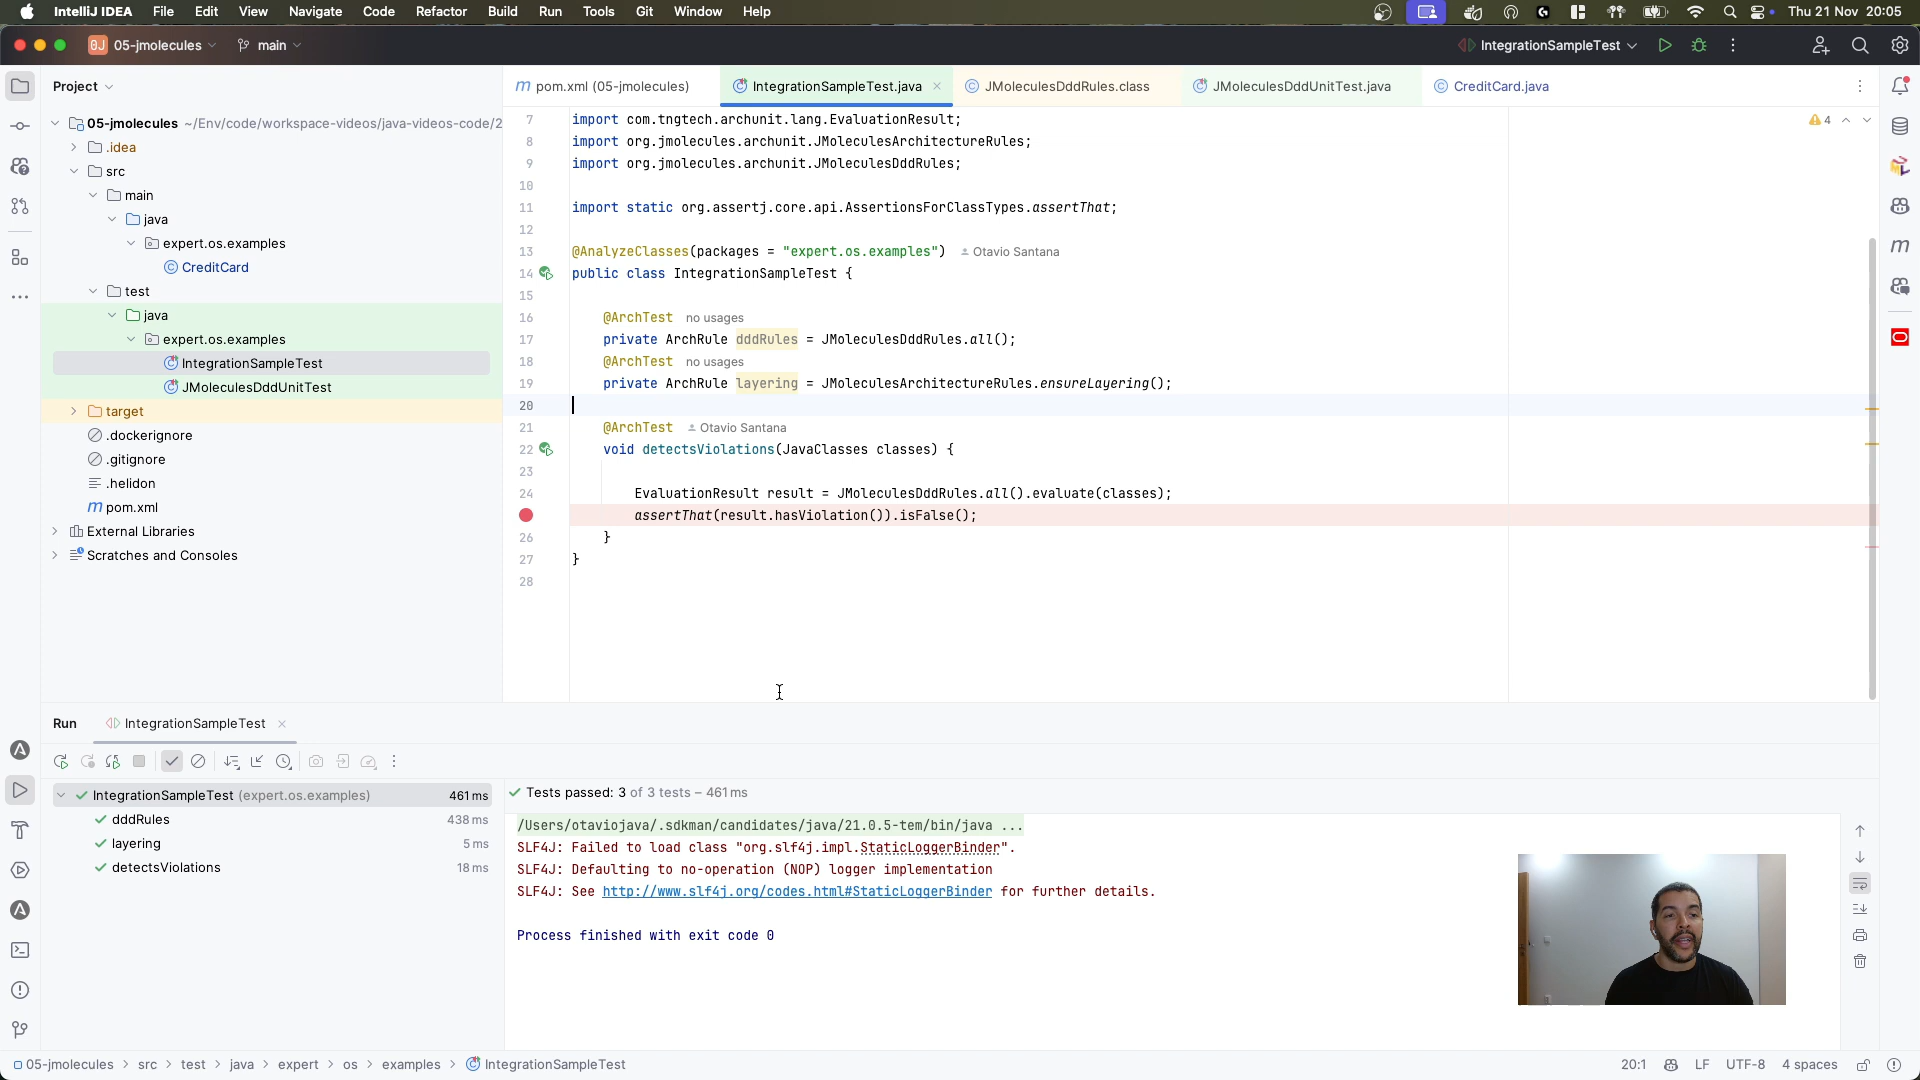 IntelliJ IDEA File Edit View Navigate Code Refactor Build Run Tools Git Window Help Thu 21 Nov 20:05
0J 05-jmolecules main IntegrationSampleTest
Project
pom.xml (05-jmolecules) IntegrationSampleTest.java JMoleculesDddRules.class JMoleculesDddUnitTest.java CreditCard.java
05-jmolecules ~/Env/code/workspace-videos/java-videos-code/2
.idea
src
main
java
expert.os.examples
CreditCard
test
java
expert.os.examples
IntegrationSampleTest
JMoleculesDddUnitTest
target
.dockerignore
.gitignore
.helidon
pom.xml
External Libraries
Scratches and Consoles
7 import com.tngtech.archunit.lang.EvaluationResult; 4
8 import org.jmolecules.archunit.JMoleculesArchitectureRules;
9 import org.jmolecules.archunit.JMoleculesDddRules;
10
11 import static org.assertj.core.api.AssertionsForClassTypes.assertThat;
12
13 @AnalyzeClasses(packages = "expert.os.examples") Otavio Santana
14 public class IntegrationSampleTest {
15
16 @ArchTest no usages
17 private ArchRule dddRules = JMoleculesDddRules.all();
18 @ArchTest no usages
19 private ArchRule layering = JMoleculesArchitectureRules.ensureLayering();
20
21 @ArchTest Otavio Santana
22 void detectsViolations(JavaClasses classes) {
23
24 EvaluationResult result = JMoleculesDddRules.all().evaluate(classes);
assertThat(result.hasViolation()).isFalse();
26 }
27 }
28
Run IntegrationSampleTest
IntegrationSampleTest (expert.os.examples) 461 ms
dddRules 438 ms
layering 5 ms
detectsViolations 18 ms
Tests passed: 3 of 3 tests – 461 ms
/Users/otaviojava/.sdkman/candidates/java/21.0.5-tem/bin/java ...
SLF4J: Failed to load class "org.slf4j.impl.StaticLoggerBinder".
SLF4J: Defaulting to no-operation (NOP) logger implementation
SLF4J: See http://www.slf4j.org/codes.html#StaticLoggerBinder for further details.
Process finished with exit code 0
05-jmolecules > src > test > java > expert > os > examples > IntegrationSampleTest 20:1 LF UTF-8 4 spaces